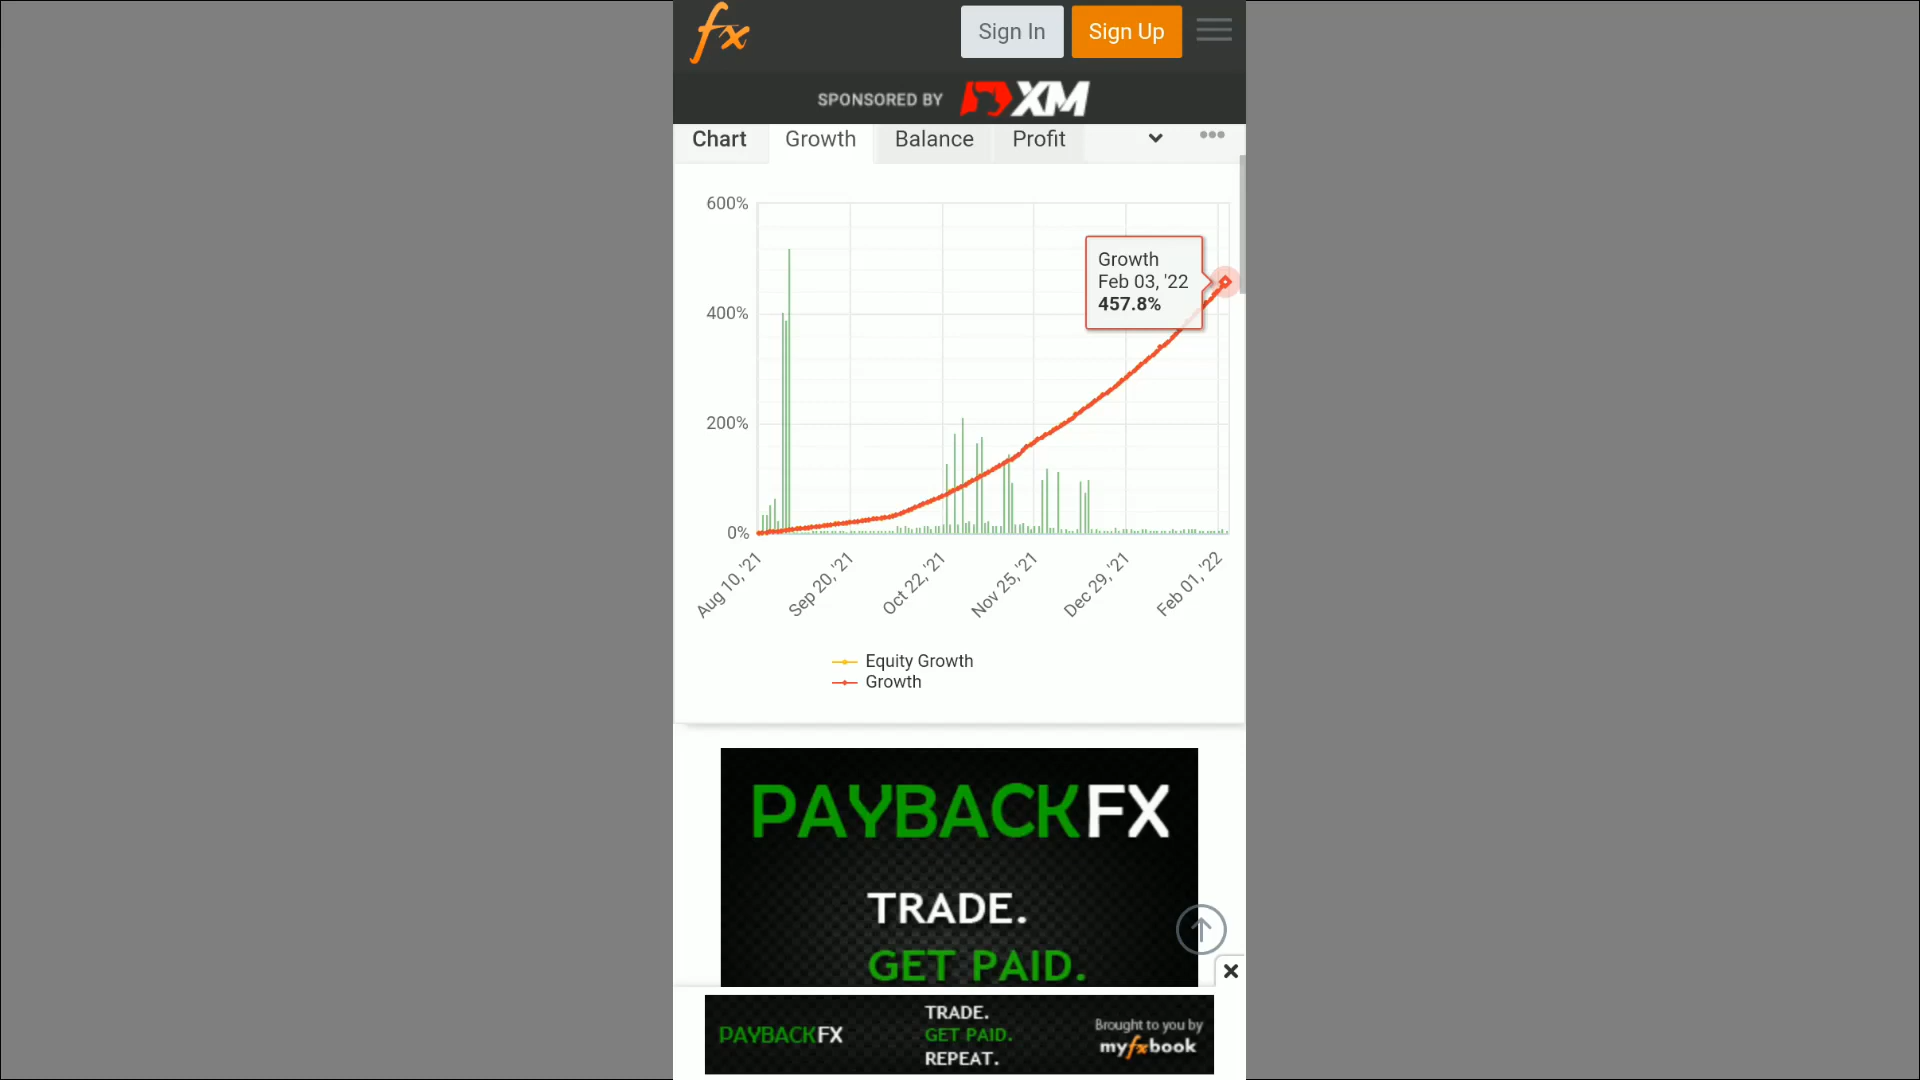 fx
Sign In
Sign Up
SPONSORED BY XM
Chart
Growth
Balance
Profit
600%
400%
200%
0%
Growth
Feb 03, '22
457.8%
Aug 10, '21
Sep 20, '21
Oct 22, '21
Nov 25, '21
Dec 29, '21
Feb 01, '22
Equity Growth
Growth
PAYBACKFX
TRADE.
GET PAID.
PAYBACKFX
TRADE.
GET PAID.
REPEAT.
Brought to you by
myfxbook